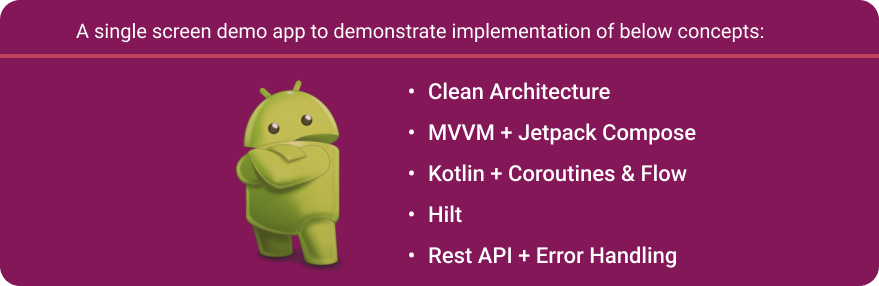 A single screen demo app to demonstrate implementation of below concepts:
• Clean Architecture
• MVVM + Jetpack Compose
• Kotlin + Coroutines & Flow
• Hilt
• Rest API + Error Handling